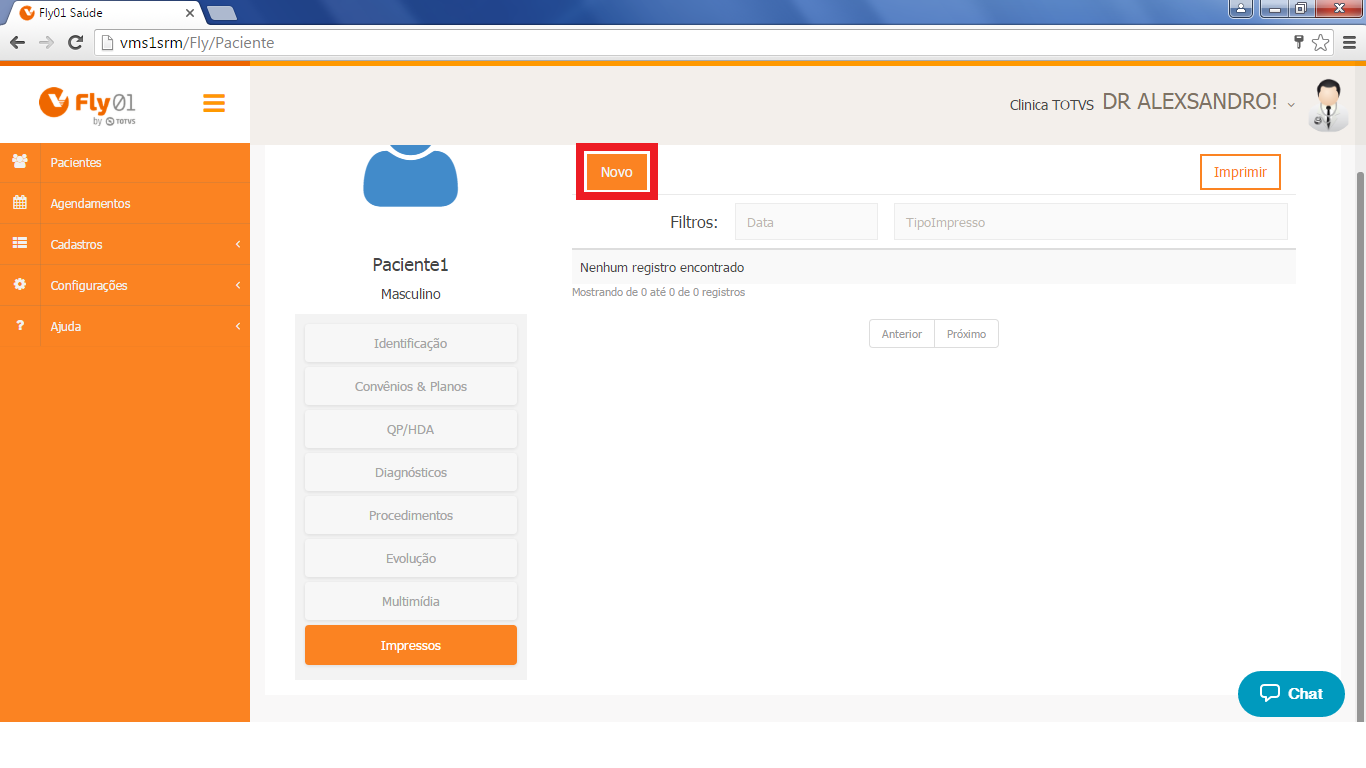 Fly01 Saúde
vms1srm/Fly/Paciente
Fly01
by TOTVS
Clinica TOTVS DR ALEXSANDRO!
Pacientes
Agendamentos
Cadastros
Configurações
Ajuda
Paciente1
Masculino
Identificação
Convênios & Planos
QP/HDA
Diagnósticos
Procedimentos
Evolução
Multimídia
Impressos
Novo
Imprimir
Filtros: Data TipoImpresso
Nenhum registro encontrado
Mostrando de 0 até 0 de 0 registros
Anterior Próximo
Chat